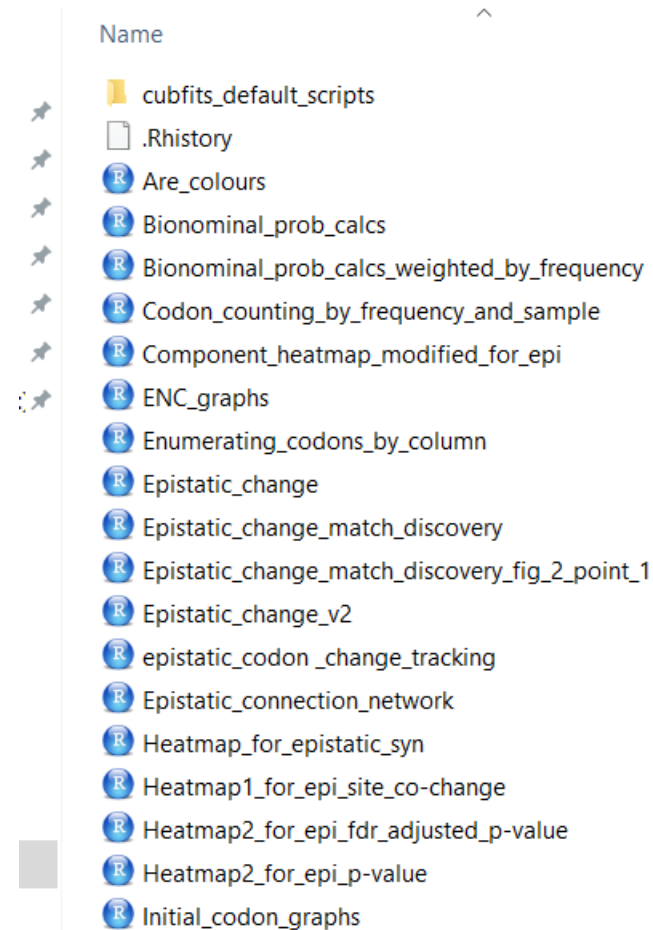 Name
cubfits_default_scripts
.Rhistory
Are_colours
Bionominal_prob_calcs
Bionominal_prob_calcs_weighted_by_frequency
Codon_counting_by_frequency_and_sample
Component_heatmap_modified_for_epi
ENC_graphs
Enumerating_codons_by_column
Epistatic_change
Epistatic_change_match_discovery
Epistatic_change_match_discovery_fig_2_point_1
Epistatic_change_v2
epistatic_codon _change_tracking
Epistatic_connection_network
Heatmap_for_epistatic_syn
Heatmap1_for_epi_site_co-change
Heatmap2_for_epi_fdr_adjusted_p-value
Heatmap2_for_epi_p-value
Initial_codon_graphs